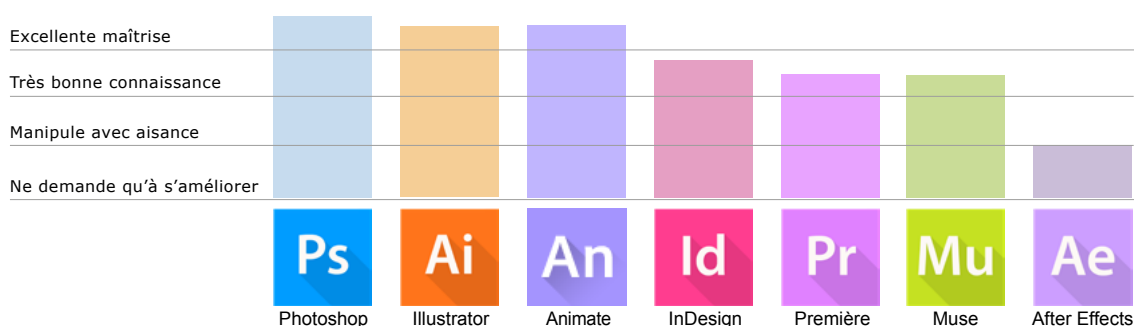 Excellente maîtrise
Très bonne connaissance
Manipule avec aisance
Ne demande qu’à s’améliorer
Ps Ai An Id Pr Mu Ae
Photoshop Illustrator Animate InDesign Première Muse After Effects